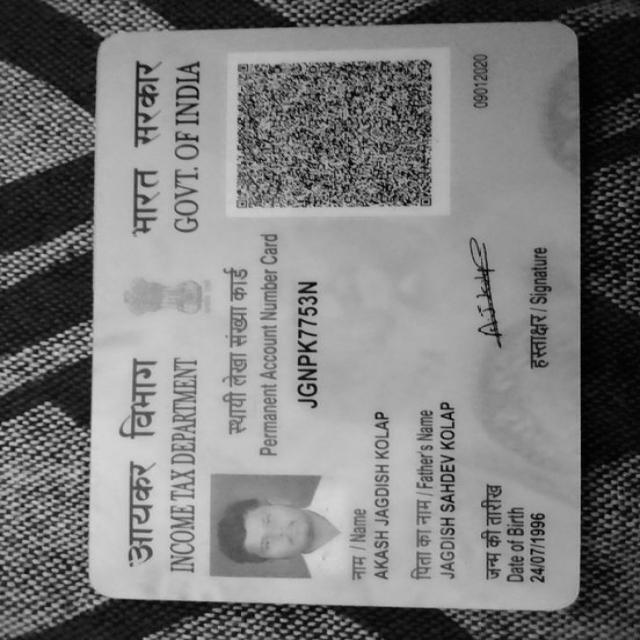 आयकर विभाग
INCOME TAX DEPARTMENT
भारत सरकार
GOVT. OF INDIA
स्थायी लेखा संख्या कार्ड
Permanent Account Number Card
JGNPK7753N
नाम / Name
AKASH JAGDISH KOLAP
पिता का नाम / Father's Name
JAGDISH SAHDEV KOLAP
जन्म की तारीख
Date of Birth
24/07/1996
हस्ताक्षर / Signature
09012020